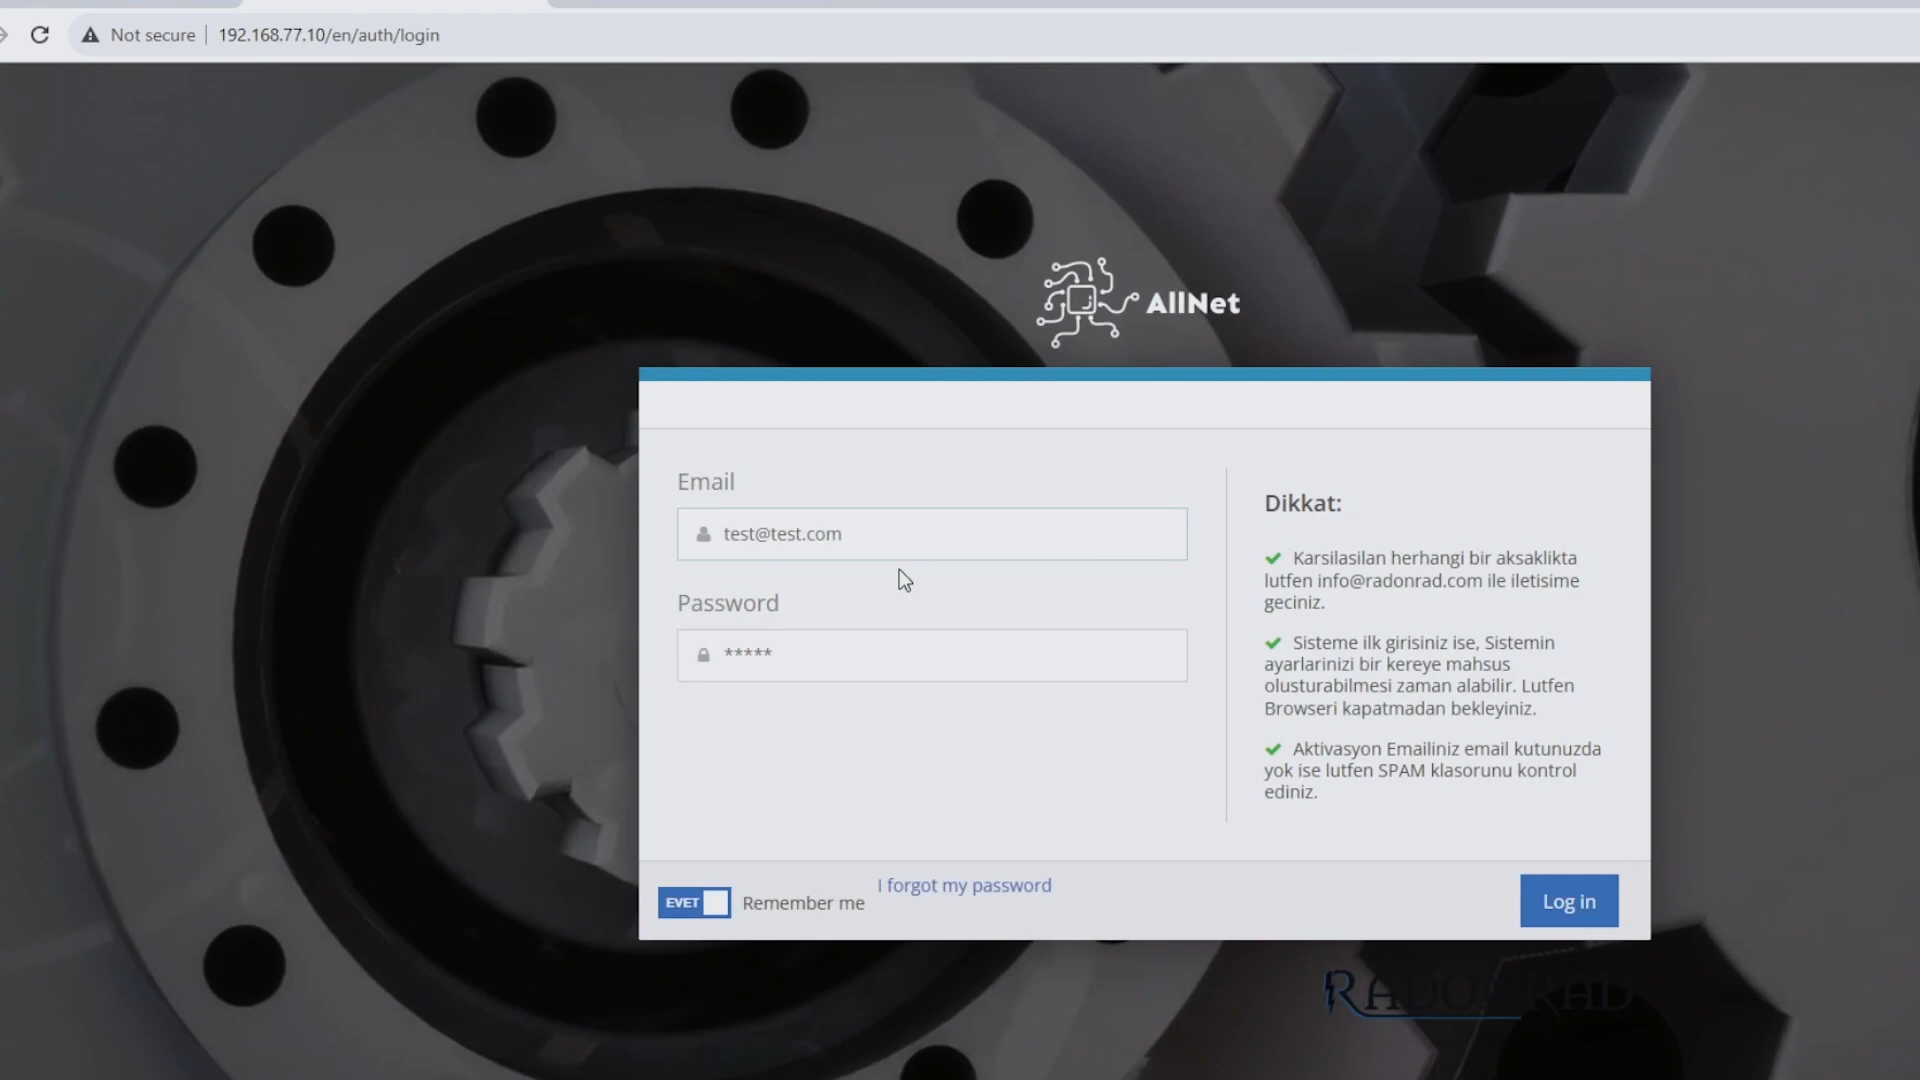 Not secure
192.168.77.10/en/auth/login
AllNet
Email
test@test.com
Password
*****
Dikkat:
Karsilasilan herhangi bir aksaklikta
lutfen info@radonrad.com ile iletisime
geciniz.
Sisteme ilk girisiniz ise, Sistemin
ayarlarinizi bir kereye mahsus
olusturabilmesi zaman alabilir. Lutfen
Browseri kapatmadan bekleyiniz.
Aktivasyon Emailiniz email kutunuzda
yok ise lutfen SPAM klasorunu kontrol
ediniz.
EVET
Remember me
I forgot my password
Log in
RADONRAD